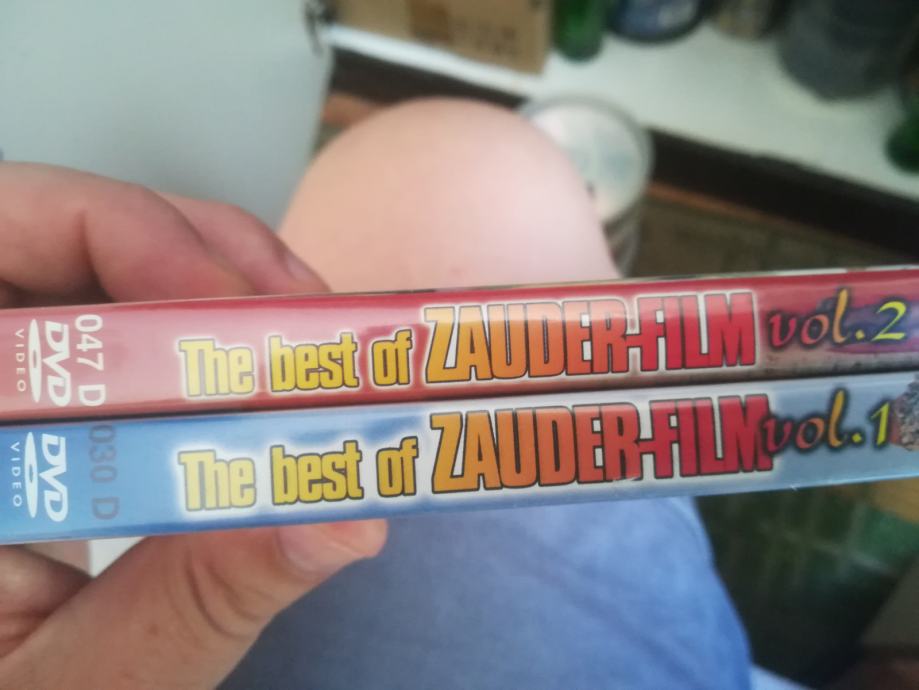 DVD VIDEO 047 D The best of ZAUDER-FILM vol.2
DVD VIDEO 030 D The best of ZAUDER-FILM vol.1